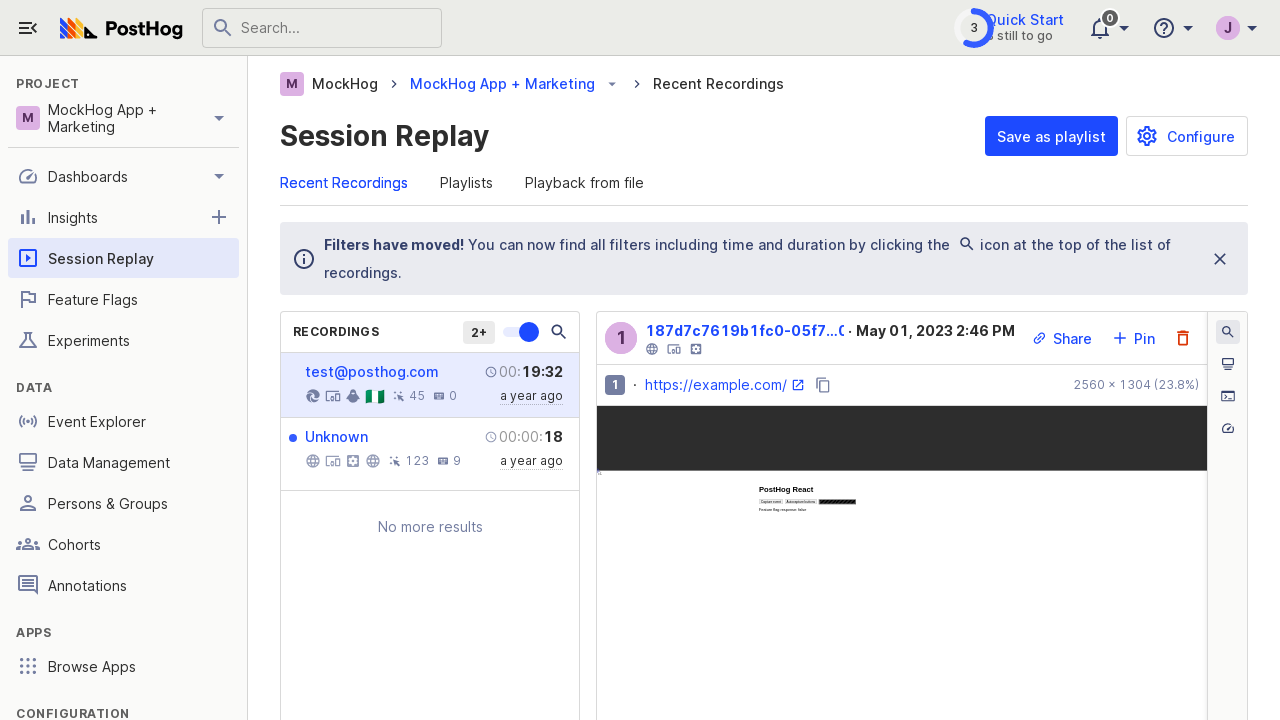 PostHog
Search...
3
Quick Start
still to go
0
J
PROJECT
M
MockHog App +
Marketing
Dashboards
Insights
Session Replay
Feature Flags
Experiments
DATA
Event Explorer
Data Management
Persons & Groups
Cohorts
Annotations
APPS
Browse Apps
CONFIGURATION
M MockHog MockHog App + Marketing Recent Recordings
Session Replay
Save as playlist
Configure
Recent Recordings Playlists Playback from file
Filters have moved! You can now find all filters including time and duration by clicking the icon at the top of the list of
recordings.
RECORDINGS 2+
test@posthog.com 00:19:32
45 0 a year ago
Unknown 00:00:18
123 9 a year ago
No more results
1
187d7c7619b1fc0-05f7...0 · May 01, 2023 2:46 PM
Share Pin
1 · https://example.com/ 2560 × 1304 (23.8%)
PostHog React
Capture event Autocapture buttons
Feature flag response: false